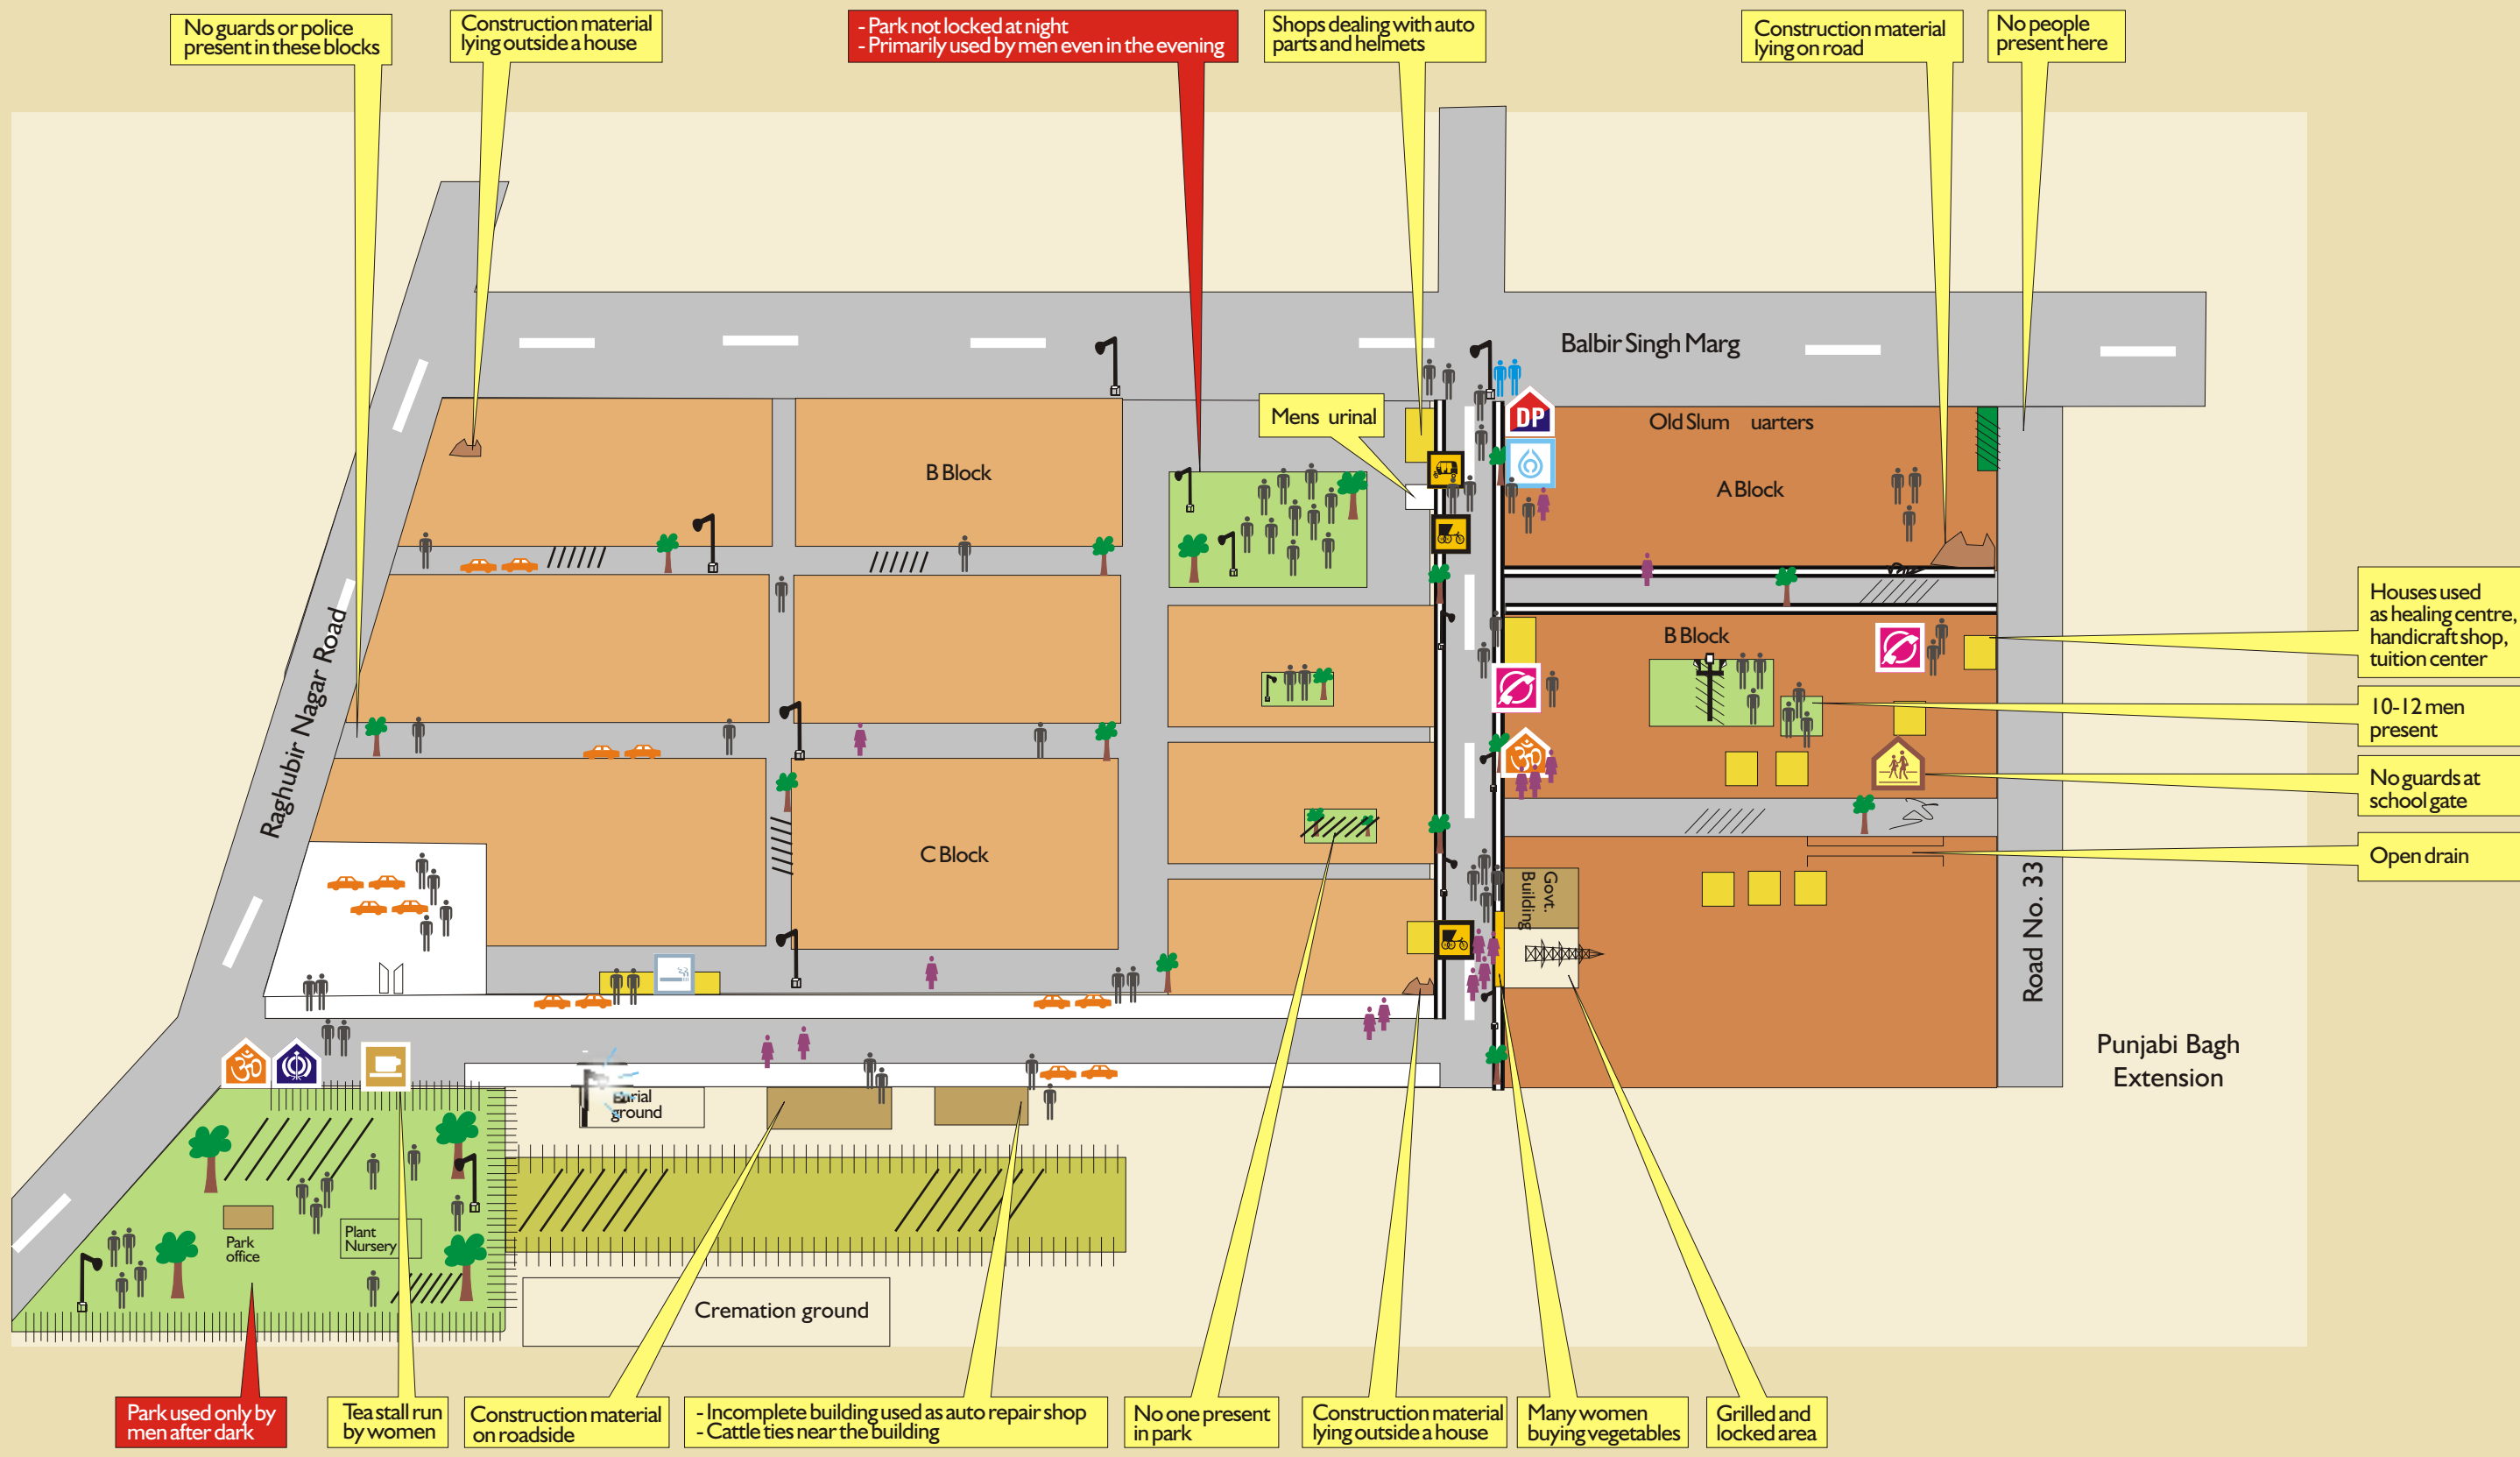 No guards or police
present in these blocks
Construction material
lying outside a house
- Park not locked at night
- Primarily used by men even in the evening
Shops dealing with auto
parts and helmets
Construction material
lying on road
No people
present here
Balbir Singh Marg
Mens urinal
DP
Old Slum uarters
B Block
A Block
Houses used
as healing centre,
handicraft shop,
tuition center
B Block
10-12 men
present
Raghubir Nagar Road
No guards at
school gate
C Block
Open drain
Govt.
Building
Road No. 33
Punjabi Bagh
Extension
ॐ
ॐ
Burial
ground
Park
office
Plant
Nursery
Cremation ground
Park used only by
men after dark
Tea stall run
by women
Construction material
on roadside
- Incomplete building used as auto repair shop
- Cattle ties near the building
No one present
in park
Construction material
lying outside a house
Many women
buying vegetables
Grilled and
locked area